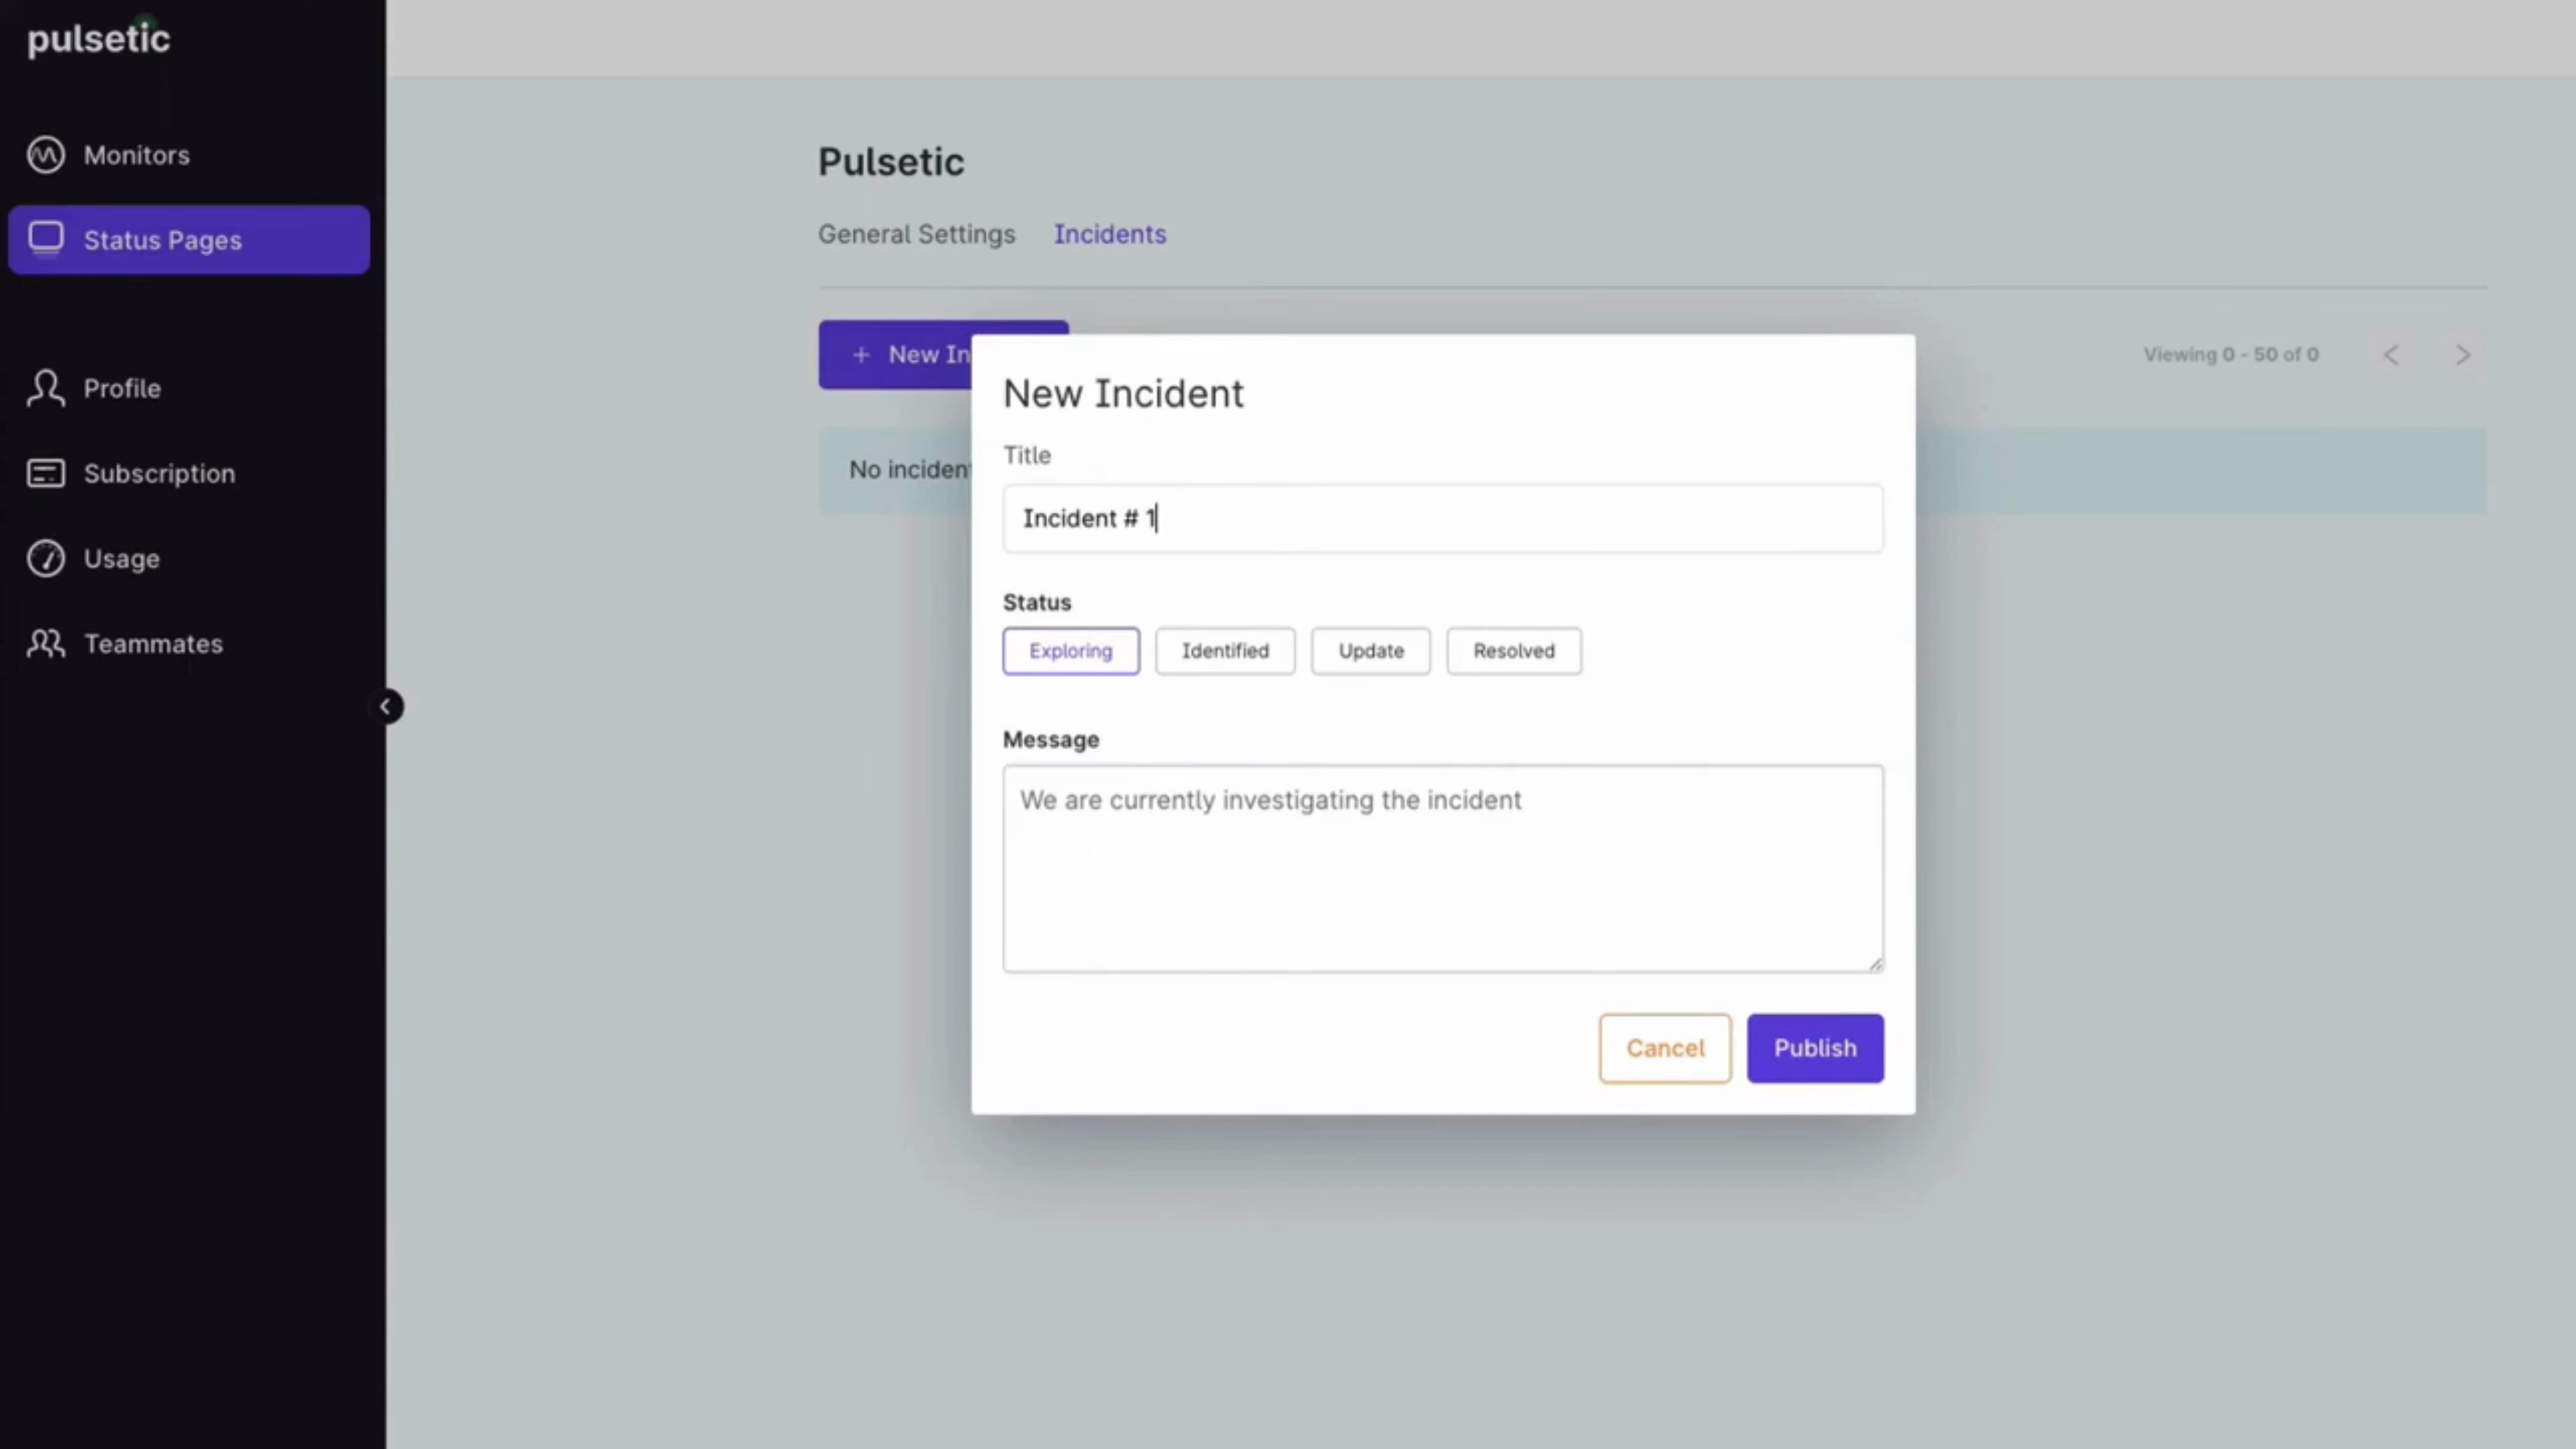 pulsetic
Monitors
Status Pages
Profile
Subscription
Usage
Teammates
Pulsetic
General Settings Incidents
+ New In
Viewing 0 - 50 of 0
No inciden
New Incident
Title
Incident # 1
Status
Exploring Identified Update Resolved
Message
We are currently investigating the incident
Cancel Publish